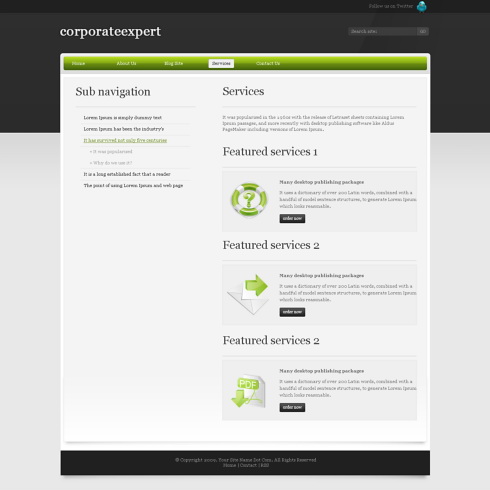 Follow us on Twitter
corporateexpert
Search site:
GO
Home
About Us
Blog Site
Services
Contact Us
Sub navigation
Lorem Ipsum is simply dummy text
Lorem Ipsum has been the industry's
It has survived not only five centuries
• It was popularised
• Why do we use it?
It is a long established fact that a reader
The point of using Lorem Ipsum and web page
Services
It was popularised in the 1960s with the release of Letraset sheets containing Lorem
Ipsum passages, and more recently with desktop publishing software like Aldus
PageMaker including versions of Lorem Ipsum.
Featured services 1
Many desktop publishing packages
It uses a dictionary of over 200 Latin words, combined with a
handful of model sentence structures, to generate Lorem Ipsum
which looks reasonable.
order now
Featured services 2
Many desktop publishing packages
It uses a dictionary of over 200 Latin words, combined with a
handful of model sentence structures, to generate Lorem Ipsum
which looks reasonable.
order now
Featured services 2
PDF
Many desktop publishing packages
It uses a dictionary of over 200 Latin words, combined with a
handful of model sentence structures, to generate Lorem Ipsum
which looks reasonable.
order now
© Copyright 2000. Your Site Name Dot Com. All Rights Reserved
Home | Contact | RSS